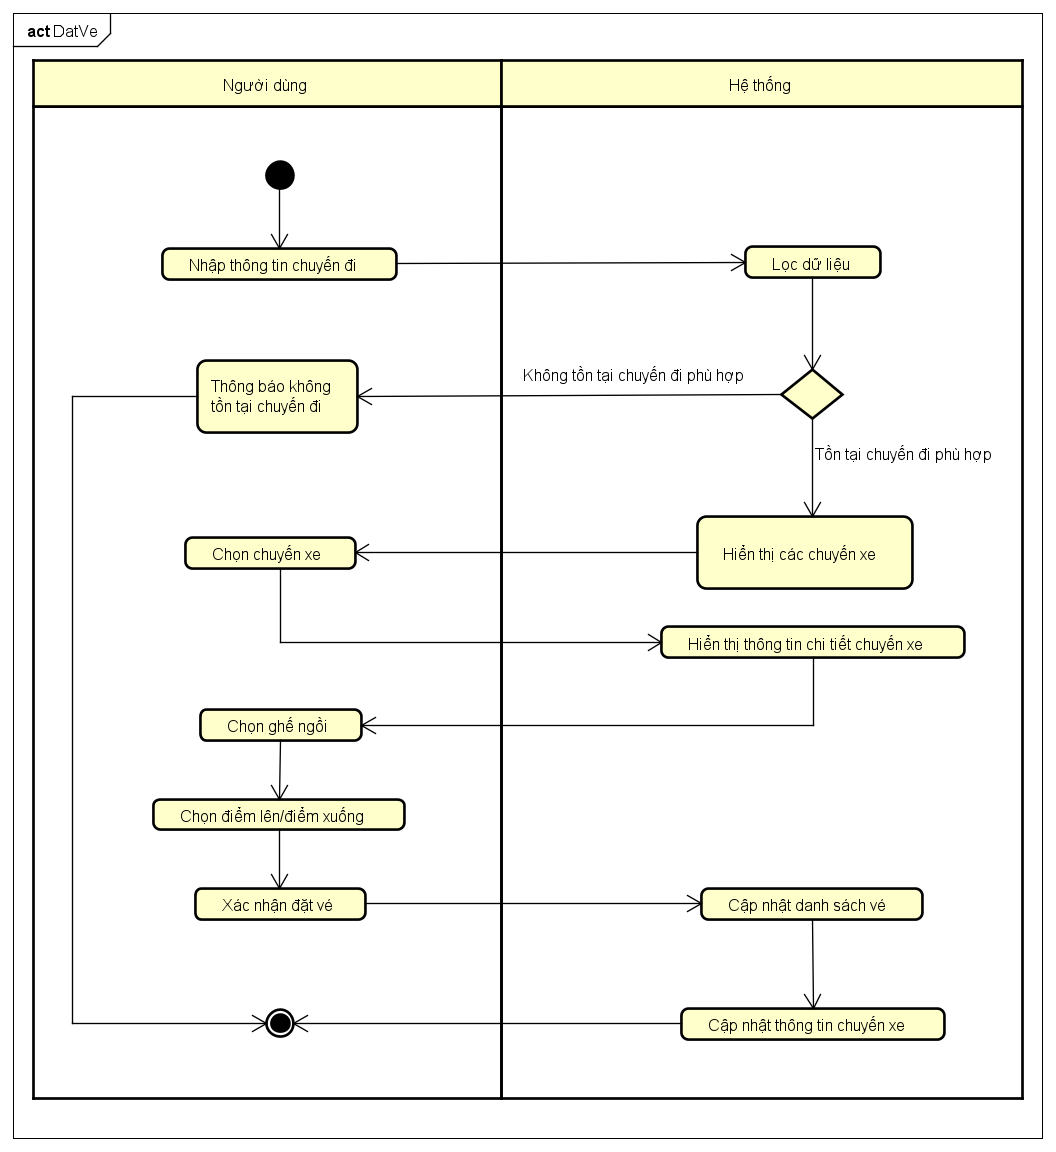 act DatVe
Người dùng
Hệ thống
Nhập thông tin chuyến đi
Lọc dữ liệu
Không tồn tại chuyến đi phù hợp
Thông báo không
tồn tại chuyến đi
Tồn tại chuyến đi phù hợp
Chọn chuyến xe
Hiển thị các chuyến xe
Hiển thị thông tin chi tiết chuyến xe
Chọn ghế ngồi
Chọn điểm lên/điểm xuống
Xác nhận đặt vé
Cập nhật danh sách vé
Cập nhật thông tin chuyến xe